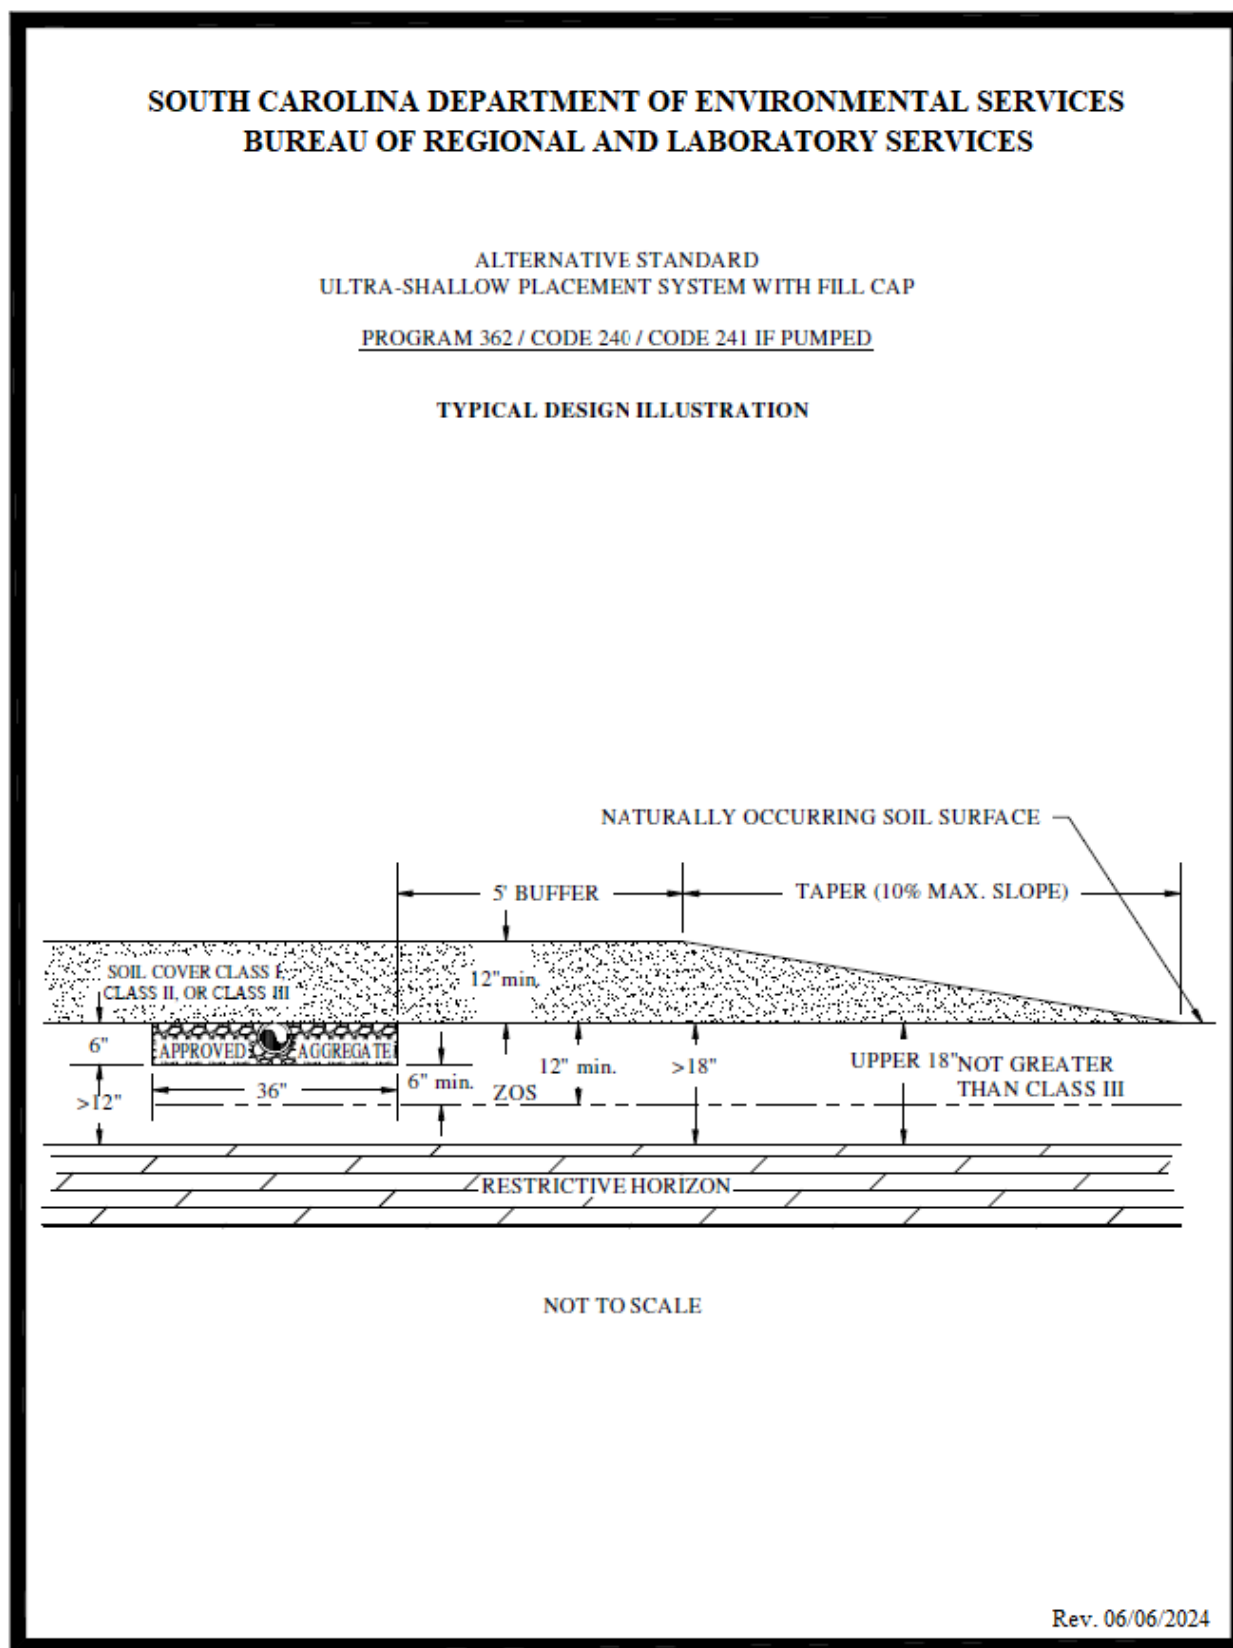 SOUTH CAROLINA DEPARTMENT OF ENVIRONMENTAL SERVICES
BUREAU OF REGIONAL AND LABORATORY SERVICES
ALTERNATIVE STANDARD
ULTRA-SHALLOW PLACEMENT SYSTEM WITH FILL CAP
PROGRAM 362 / CODE 240 / CODE 241 IF PUMPED
TYPICAL DESIGN ILLUSTRATION
NATURALLY OCCURRING SOIL SURFACE
5' BUFFER
TAPER (10% MAX. SLOPE)
SOIL COVER CLASS I,
CLASS II, OR CLASS III
12"min.
6"
APPROVED AGGREGATE
36"
>12"
6" min.
ZOS
12" min.
>18"
UPPER 18" NOT GREATER
THAN CLASS III
RESTRICTIVE HORIZON
NOT TO SCALE
Rev. 06/06/2024